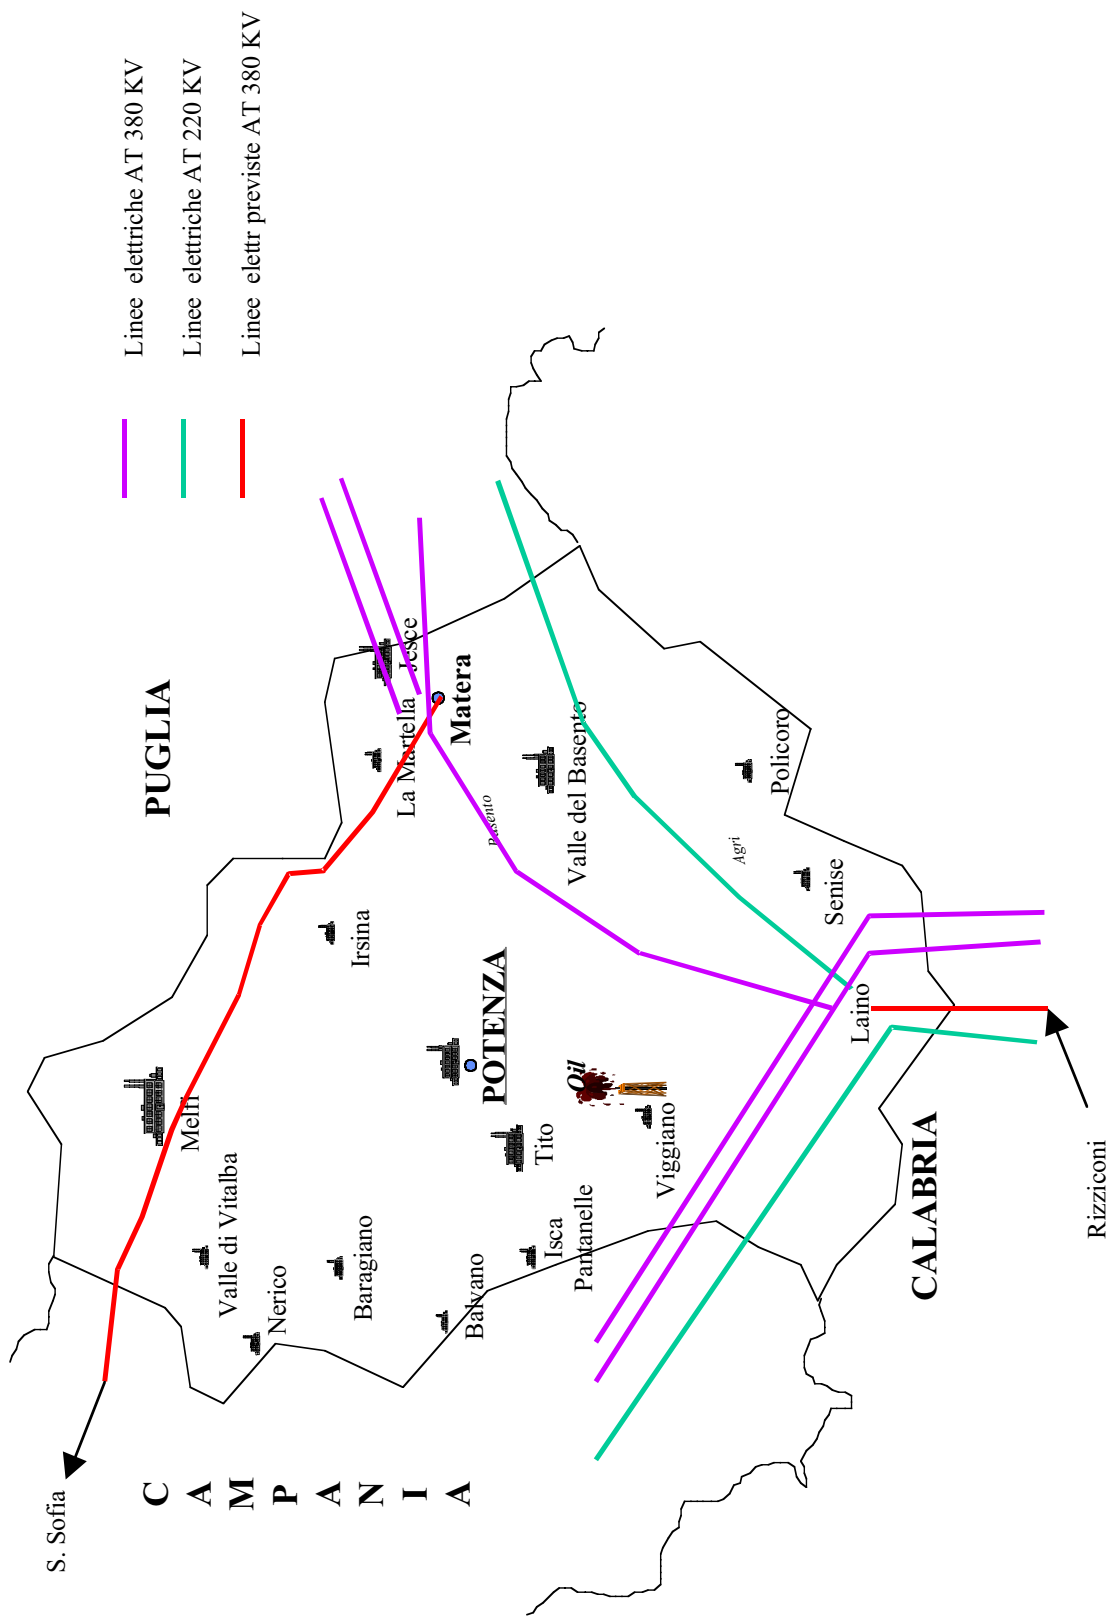 Linee elettriche AT 380 KV
Linee elettriche AT 220 KV
Linee elettr previste AT 380 KV
S. Sofia
PUGLIA
C
A
M
P
A
N
I
A
Melfi
Valle di Vitalba
Nerico
Irsina
Baragiano
La Martella
Jesce
Matera
Balvano
POTENZA
Basento
Tito
Isca
Pantanelle
Oil
Valle del Basento
Viggiano
Agri
Policoro
Senise
Laino
CALABRIA
Rizziconi